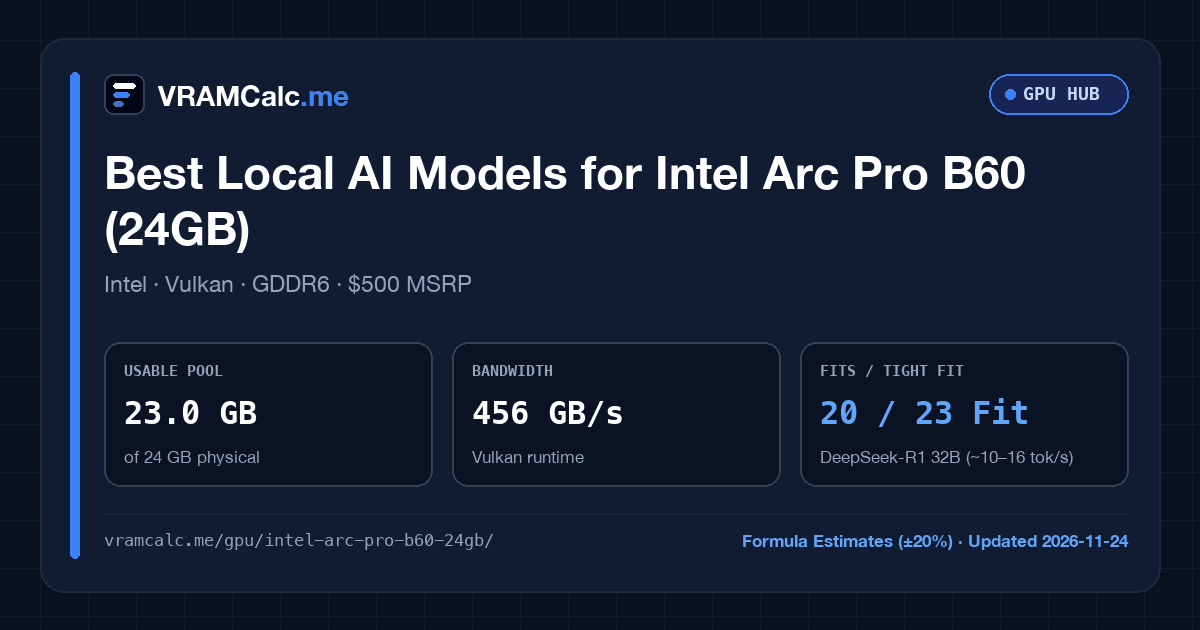 VRAMCalc.me
GPU HUB
Best Local AI Models for Intel Arc Pro B60
(24GB)
Intel · Vulkan · GDDR6 · $500 MSRP
USABLE POOL
23.0 GB
of 24 GB physical
BANDWIDTH
456 GB/s
Vulkan runtime
FITS / TIGHT FIT
20 / 23 Fit
DeepSeek-R1 32B (~10–16 tok/s)
vramcalc.me/gpu/intel-arc-pro-b60-24gb/
Formula Estimates (±20%) · Updated 2026-11-24